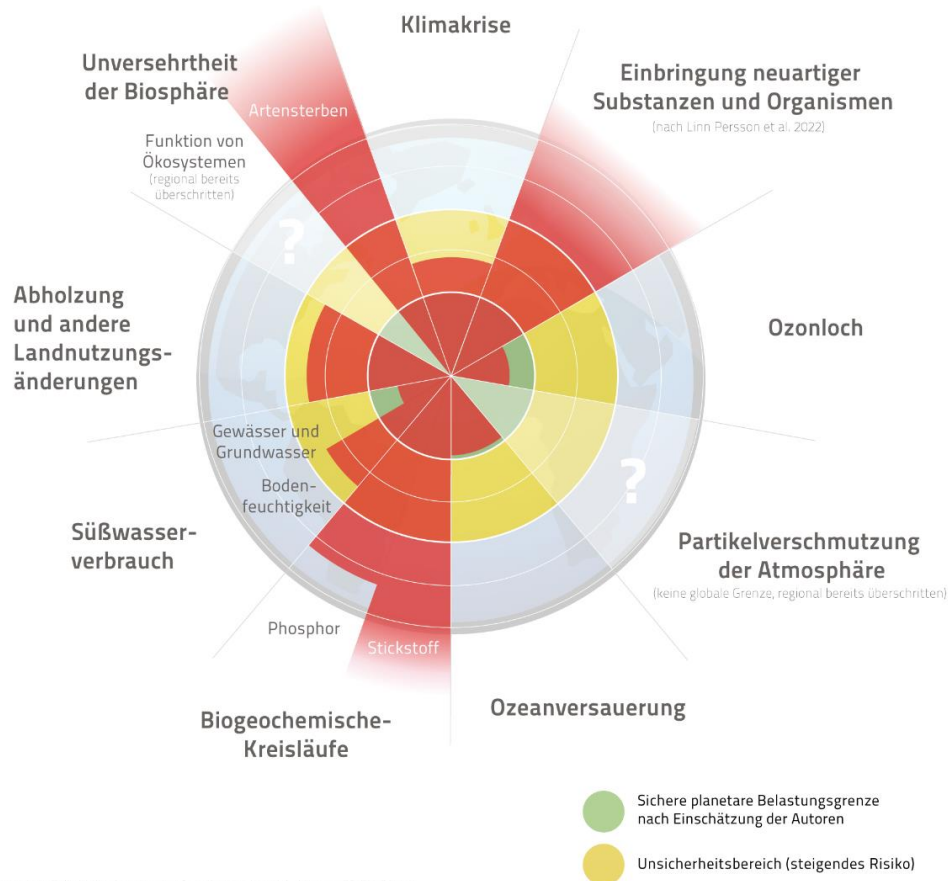 Klimakrise
Unversehrtheit
der Biosphäre
Artensterben
Funktion von
Ökosystemen
(regional bereits
überschritten)
?
Einbringung neuartiger
Substanzen und Organismen
(nach Linn Persson et al. 2022)
Abholzung
und andere
Landnutzungs-
änderungen
Ozonloch
Gewässer und
Grundwasser
Boden-
feuchtigkeit
?
Süßwasser-
verbrauch
Partikelverschmutzung
der Atmosphäre
(keine globale Grenze, regional bereits überschritten)
Phosphor
Stickstoff
Biogeochemische-
Kreisläufe
Ozeanversauerung
Sichere planetare Belastungsgrenze
nach Einschätzung der Autoren
Unsicherheitsbereich (steigendes Risiko)